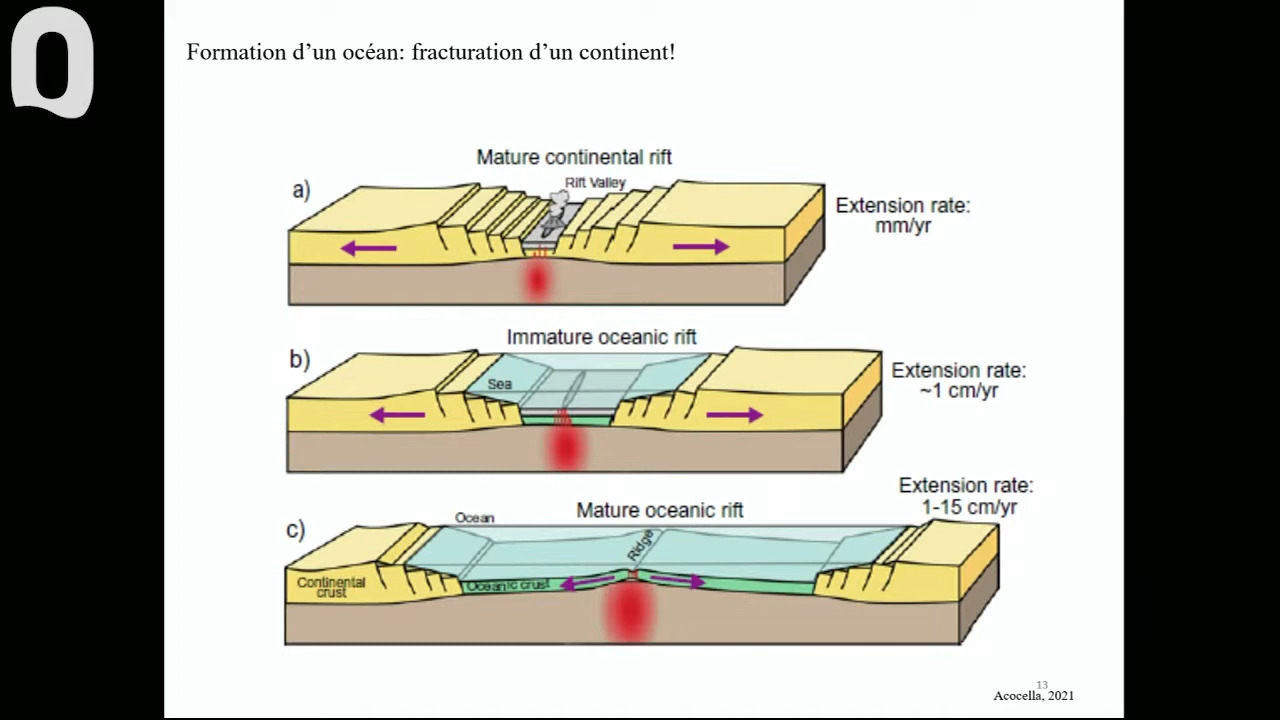 Formation d’un océan: fracturation d’un continent!
Mature continental rift
a)
Rift Valley
Extension rate:
mm/yr
Immature oceanic rift
b)
Sea
Extension rate:
~1 cm/yr
Extension rate:
1-15 cm/yr
Mature oceanic rift
c)
Ocean
Ridge
Continental
crust
Oceanic crust
13
Acocella, 2021